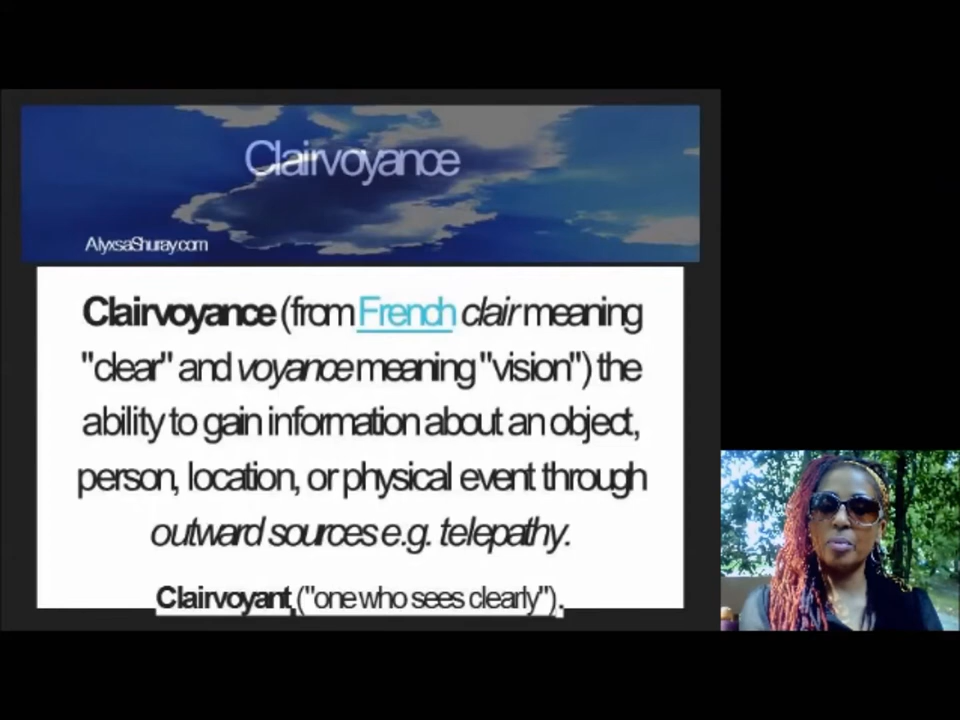 Clairvoyance
AlyxsaShuray.com
Clairvoyance (from French clair meaning
"clear" and voyance meaning "vision") the
ability to gain information about an object,
person, location, or physical event through
outward sources e.g. telepathy.
Clairvoyant, ("one who sees clearly").